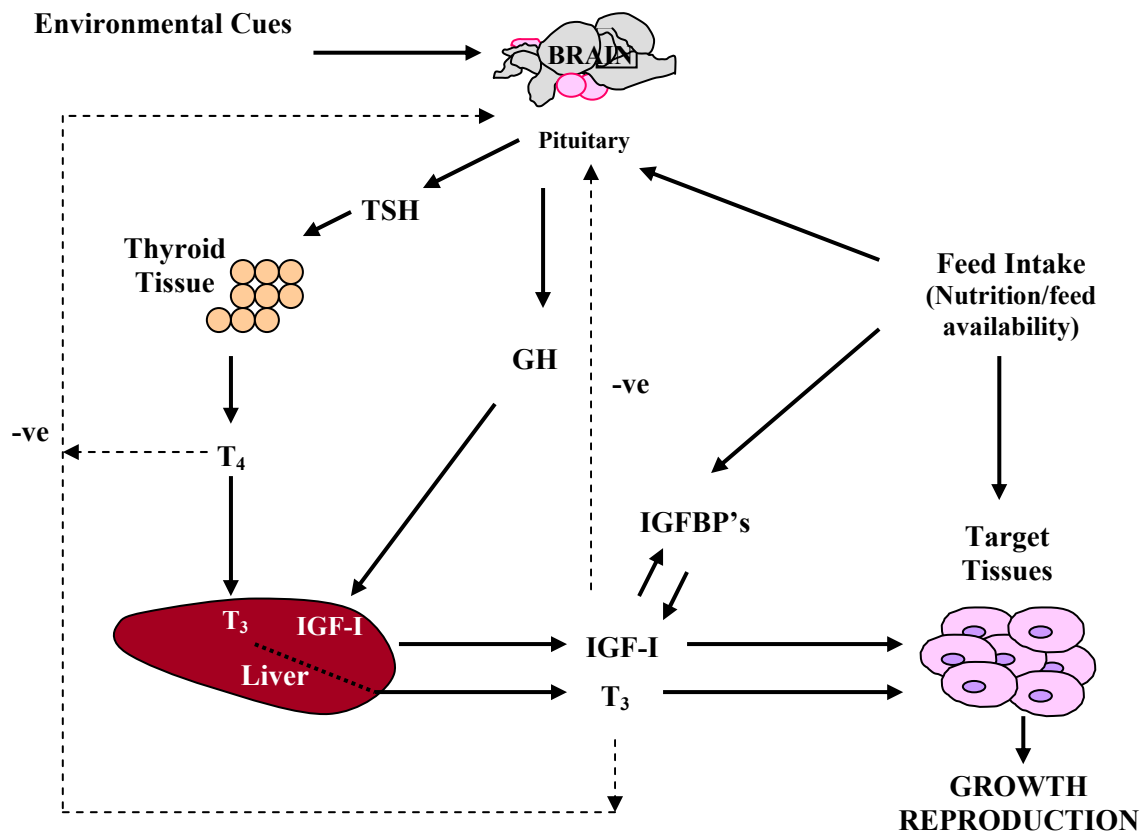 Environmental Cues
BRAIN
Pituitary
TSH
Thyroid
Tissue
Feed Intake
(Nutrition/feed
availability)
GH
-ve
-ve
T4
IGFBP’s
Target
Tissues
T3
IGF-I
Liver
IGF-I
T3
GROWTH
REPRODUCTION